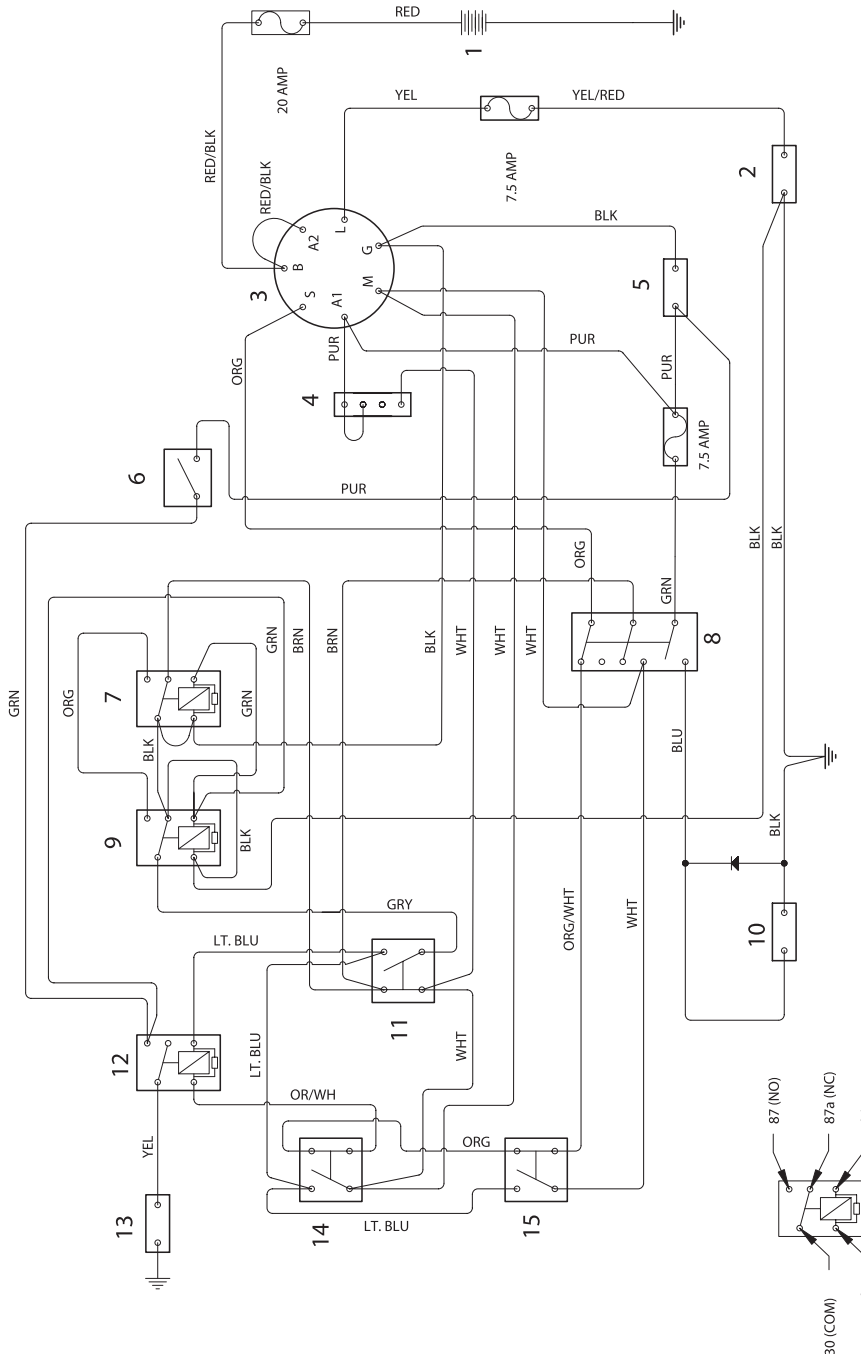 RED
1
20 AMP
RED/BLK
RED/BLK
YEL
7.5 AMP
YEL/RED
2
3
B
A2
L
G
M
A1
S
BLK
5
PUR
PUR
PUR
7.5 AMP
4
ORG
6
PUR
GRN
ORG
7
GRN
GRN
BRN
BRN
BLK
WHT
WHT
WHT
ORG
GRN
8
BLK
BLK
BLK
9
BLK
BLU
BLK
GRY
LT. BLU
11
ORG/WHT
WHT
10
12
LT. BLU
WHT
OR/WH
YEL
ORG
13
14
LT. BLU
15
87 (NO)
87a (NC)
30 (COM)